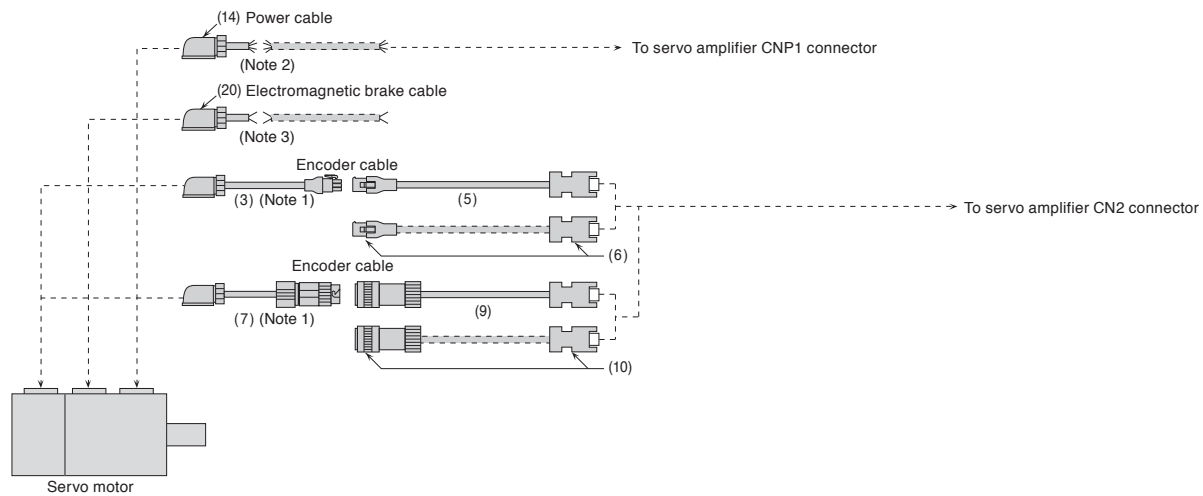 (14) Power cable
To servo amplifier CNP1 connector
(Note 2)
(20) Electromagnetic brake cable
(Note 3)
Encoder cable
(3) (Note 1)
(5)
To servo amplifier CN2 connector
(6)
Encoder cable
(7) (Note 1)
(9)
(10)
Servo motor